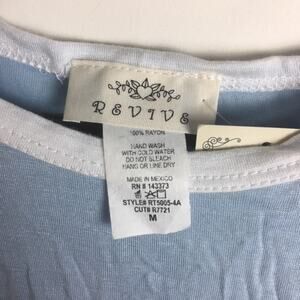 REVIVE
100% RAYON
HAND WASH
WITH COLD WATER
DO NOT BLEACH
HANG OR LINE DRY
MADE IN MEXICO
RN# 143373
STYLE# RT5005-4A
CUT# R7721
M